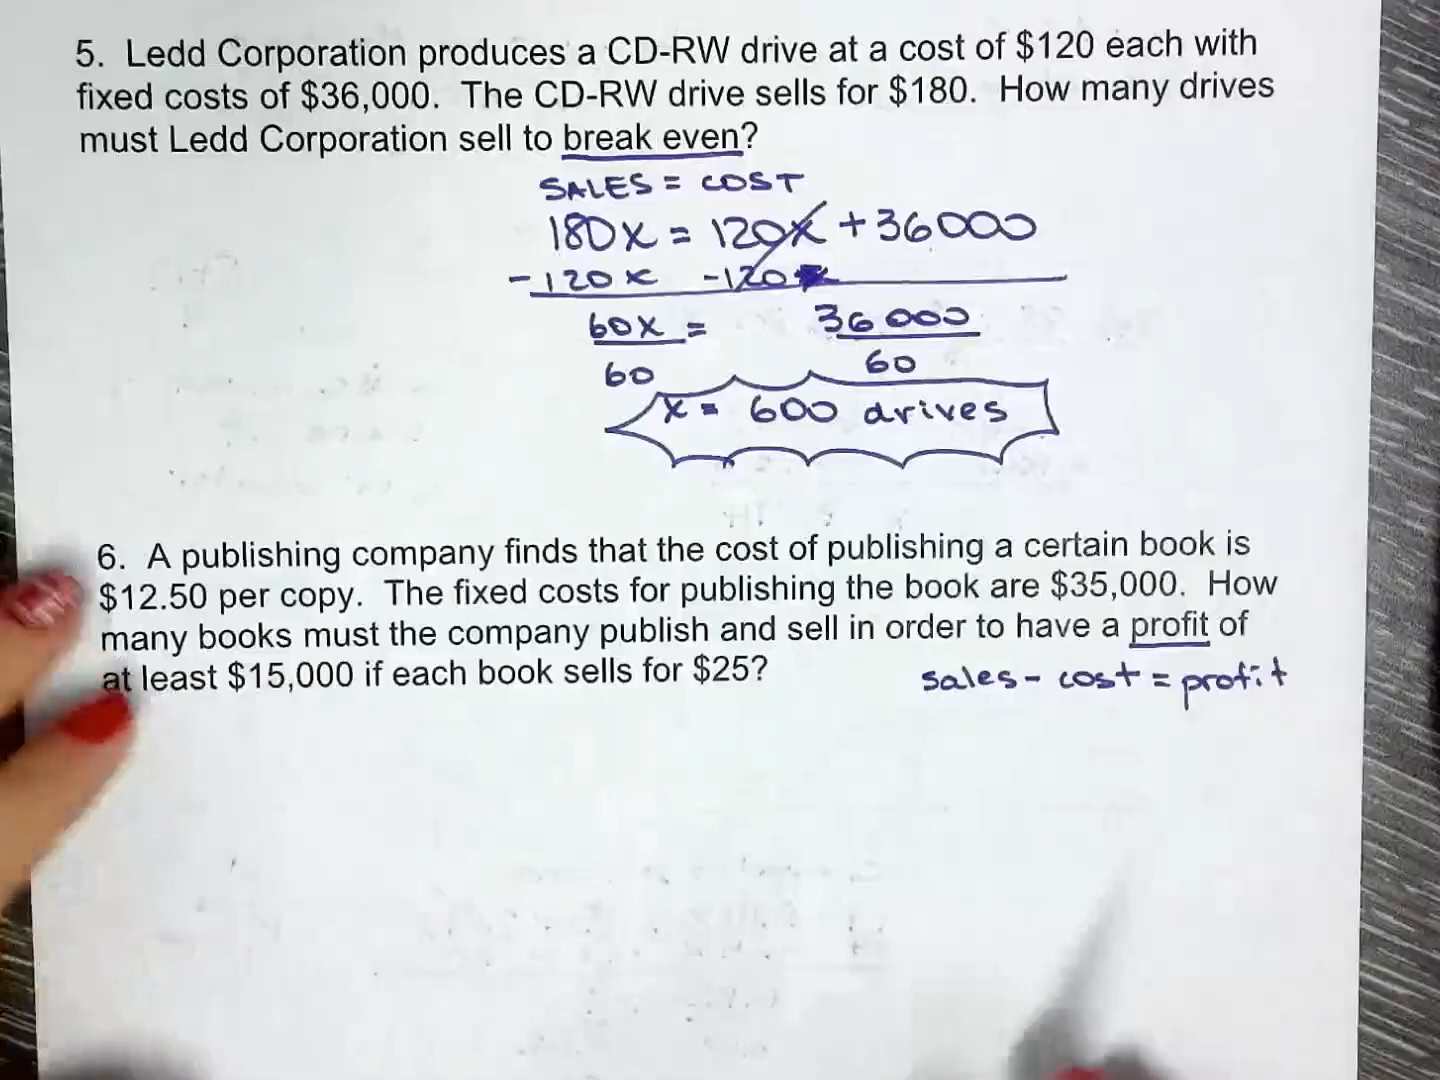 5. Ledd Corporation produces a CD-RW drive at a cost of $120 each with
fixed costs of $36,000. The CD-RW drive sells for $180. How many drives
must Ledd Corporation sell to break even?
SALES = COST
180x = 120x + 36000
-120x -120x
60x = 36000
60 60
x = 600 drives
6. A publishing company finds that the cost of publishing a certain book is
$12.50 per copy. The fixed costs for publishing the book are $35,000. How
many books must the company publish and sell in order to have a profit of
at least $15,000 if each book sells for $25?
sales - cost = profit